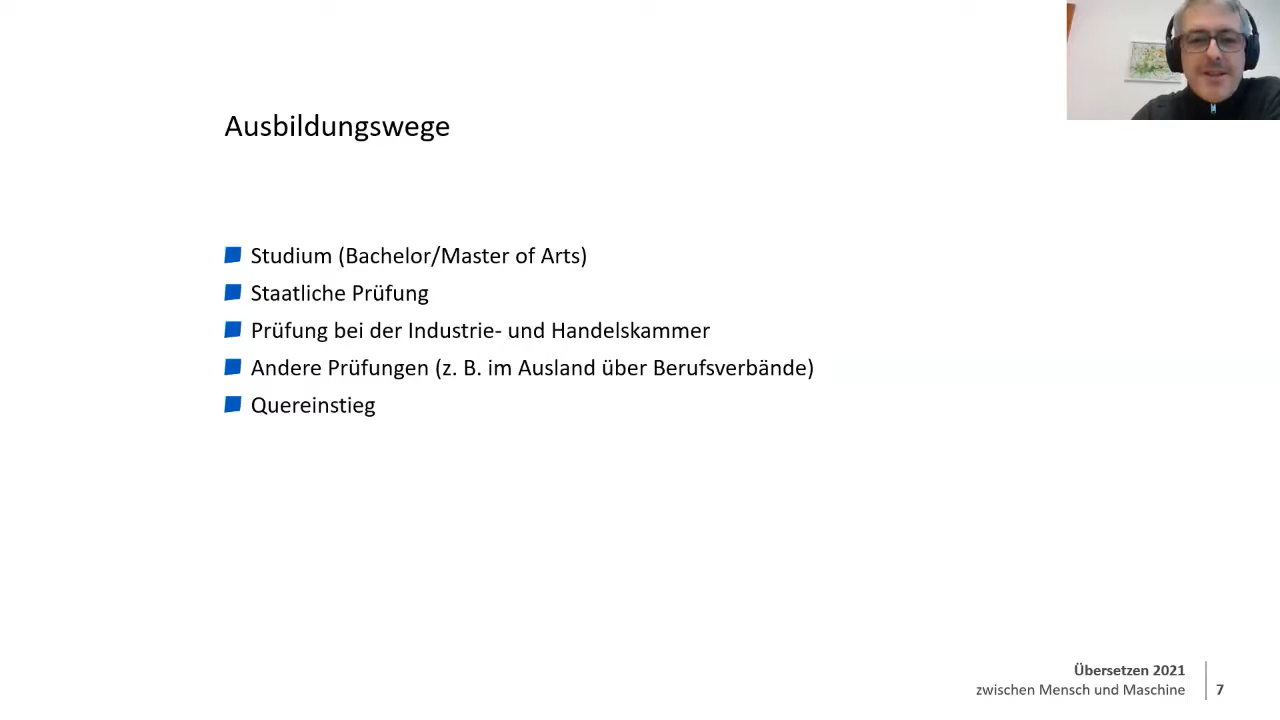 Ausbildungswege
Studium (Bachelor/Master of Arts)
Staatliche Prüfung
Prüfung bei der Industrie- und Handelskammer
Andere Prüfungen (z. B. im Ausland über Berufsverbände)
Quereinstieg
Übersetzen 2021
zwischen Mensch und Maschine
7